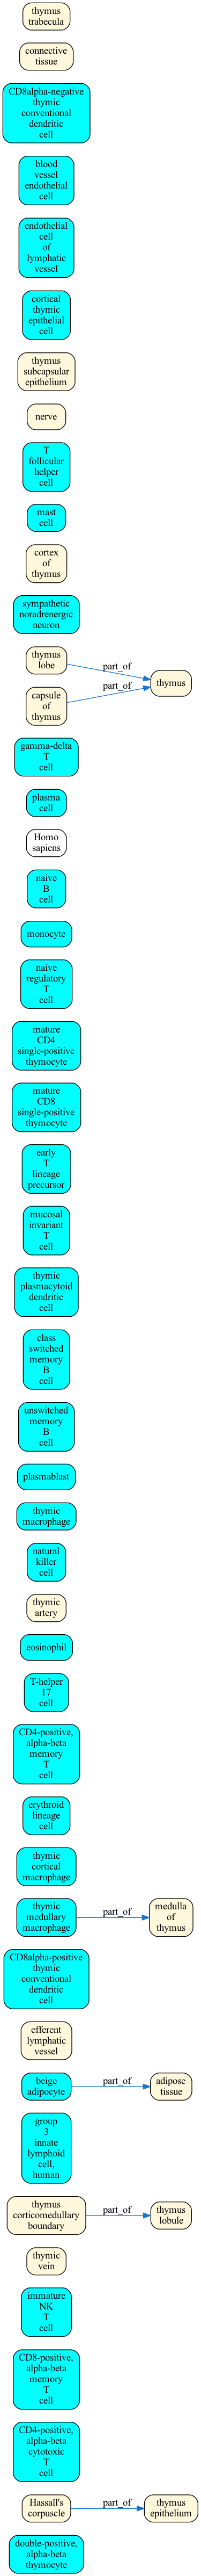 thymus
trabecula
connective
tissue
CD8alpha-negative
thymic
conventional
dendritic
cell
blood
vessel
endothelial
cell
endothelial
cell
of
lymphatic
vessel
cortical
thymic
epithelial
cell
thymus
subcapsular
epithelium
nerve
T
follicular
helper
cell
mast
cell
cortex
of
thymus
sympathetic
noradrenergic
neuron
thymus
lobe
part_of
capsule
of
thymus
part_of
thymus
gamma-delta
T
cell
plasma
cell
Homo
sapiens
naive
B
cell
monocyte
naive
regulatory
T
cell
mature
CD4
single-positive
thymocyte
mature
CD8
single-positive
thymocyte
early
T
lineage
precursor
mucosal
invariant
T
cell
thymic
plasmacytoid
dendritic
cell
class
switched
memory
B
cell
unswitched
memory
B
cell
plasmablast
thymic
macrophage
natural
killer
cell
thymic
artery
eosinophil
T-helper
17
cell
CD4-positive,
alpha-beta
memory
T
cell
erythroid
lineage
cell
thymic
cortical
macrophage
thymic
medullary
macrophage
part_of
medulla
of
thymus
CD8alpha-positive
thymic
conventional
dendritic
cell
efferent
lymphatic
vessel
beige
adipocyte
part_of
adipose
tissue
group
3
innate
lymphoid
cell,
human
thymus
corticomedullary
boundary
part_of
thymus
lobule
thymic
vein
immature
NK
T
cell
CD8-positive,
alpha-beta
memory
T
cell
CD4-positive,
alpha-beta
cytotoxic
T
cell
Hassall's
corpuscle
part_of
thymus
epithelium
double-positive,
alpha-beta
thymocyte